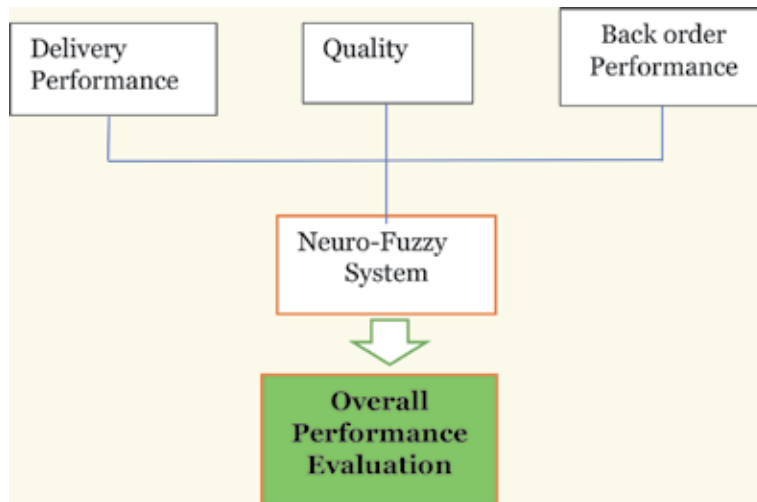 Delivery
Performance
Quality
Back order
Performance
Neuro-Fuzzy
System
Overall
Performance
Evaluation